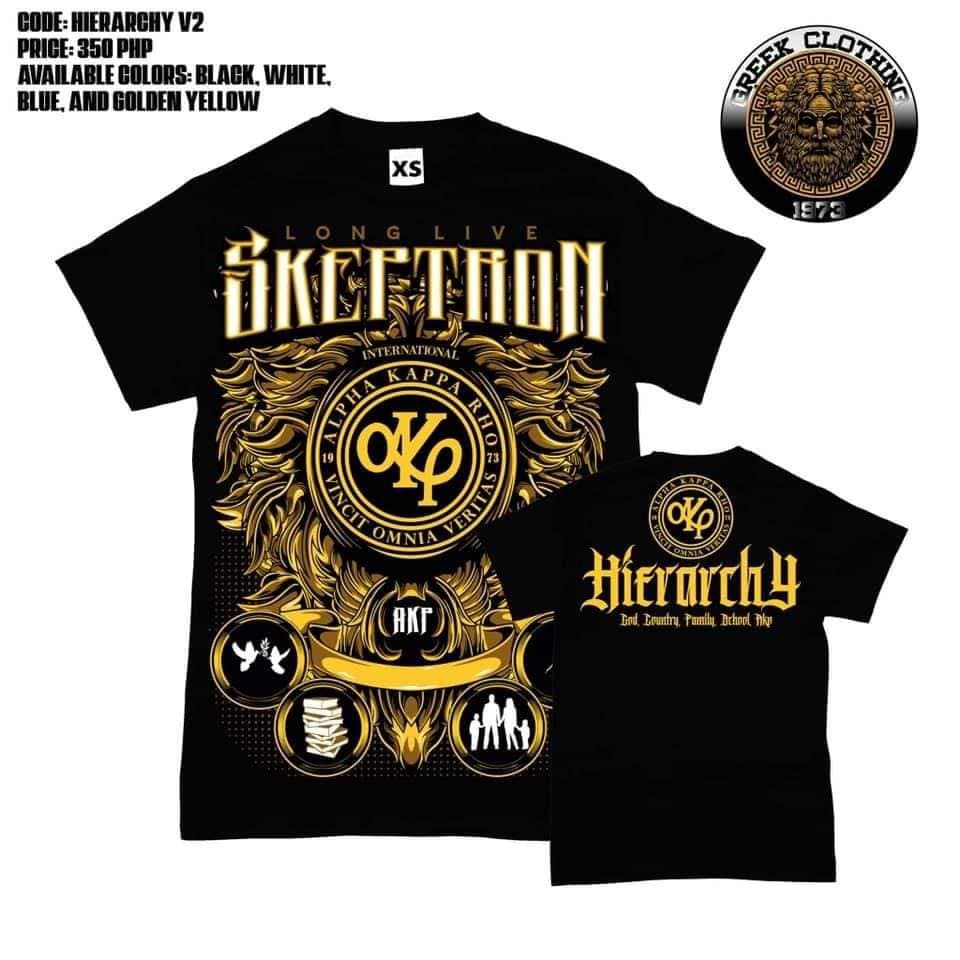 CODE: HIERARCHY V2
PRICE: 350 PHP
AVAILABLE COLORS: BLACK, WHITE,
BLUE, AND GOLDEN YELLOW
GREEK CLOTHING
1973
XS
LONG LIVE
SKEPTRON
INTERNATIONAL
ALPHA KAPPA RHO
αΚρ
19 73
VINCIT OMNIA VERITAS
AKP
ALPHA KAPPA RHO
αΚρ
VINCIT OMNIA VERITAS
Hierarchy
God, Country, Family, School, Akp